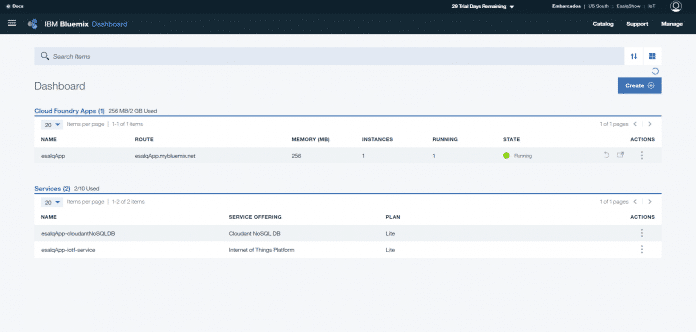 Docs 29 Trial Days Remaining Embarcados | US South : EsalqShow : IoT
IBM Bluemix Dashboard Catalog Support Manage
Search Items
Dashboard
Create
Cloud Foundry Apps (1) 256 MB/2 GB Used
20 Items per page | 1-1 of 1 items 1 of 1 pages
NAME ROUTE MEMORY (MB) INSTANCES RUNNING STATE ACTIONS
esalqApp esalqApp.mybluemix.net 256 1 1 Running
Services (2) 2/10 Used
20 Items per page | 1-2 of 2 items 1 of 1 pages
NAME SERVICE OFFERING PLAN ACTIONS
esalqApp-cloudantNoSQLDB Cloudant NoSQL DB Lite
esalqApp-iotf-service Internet of Things Platform Lite